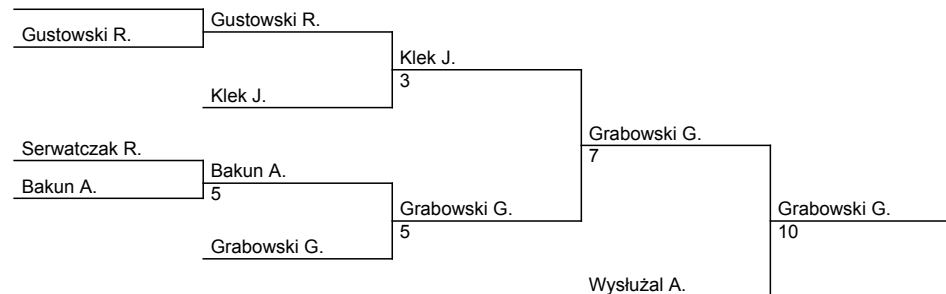 Gustowski R.
Gustowski R.
Klek J.
3
Klek J.
Grabowski G.
7
Serwatczak R.
Bakun A.
Bakun A.
5
Grabowski G.
5
Grabowski G.
10
Grabowski G.
Wysłużal A.